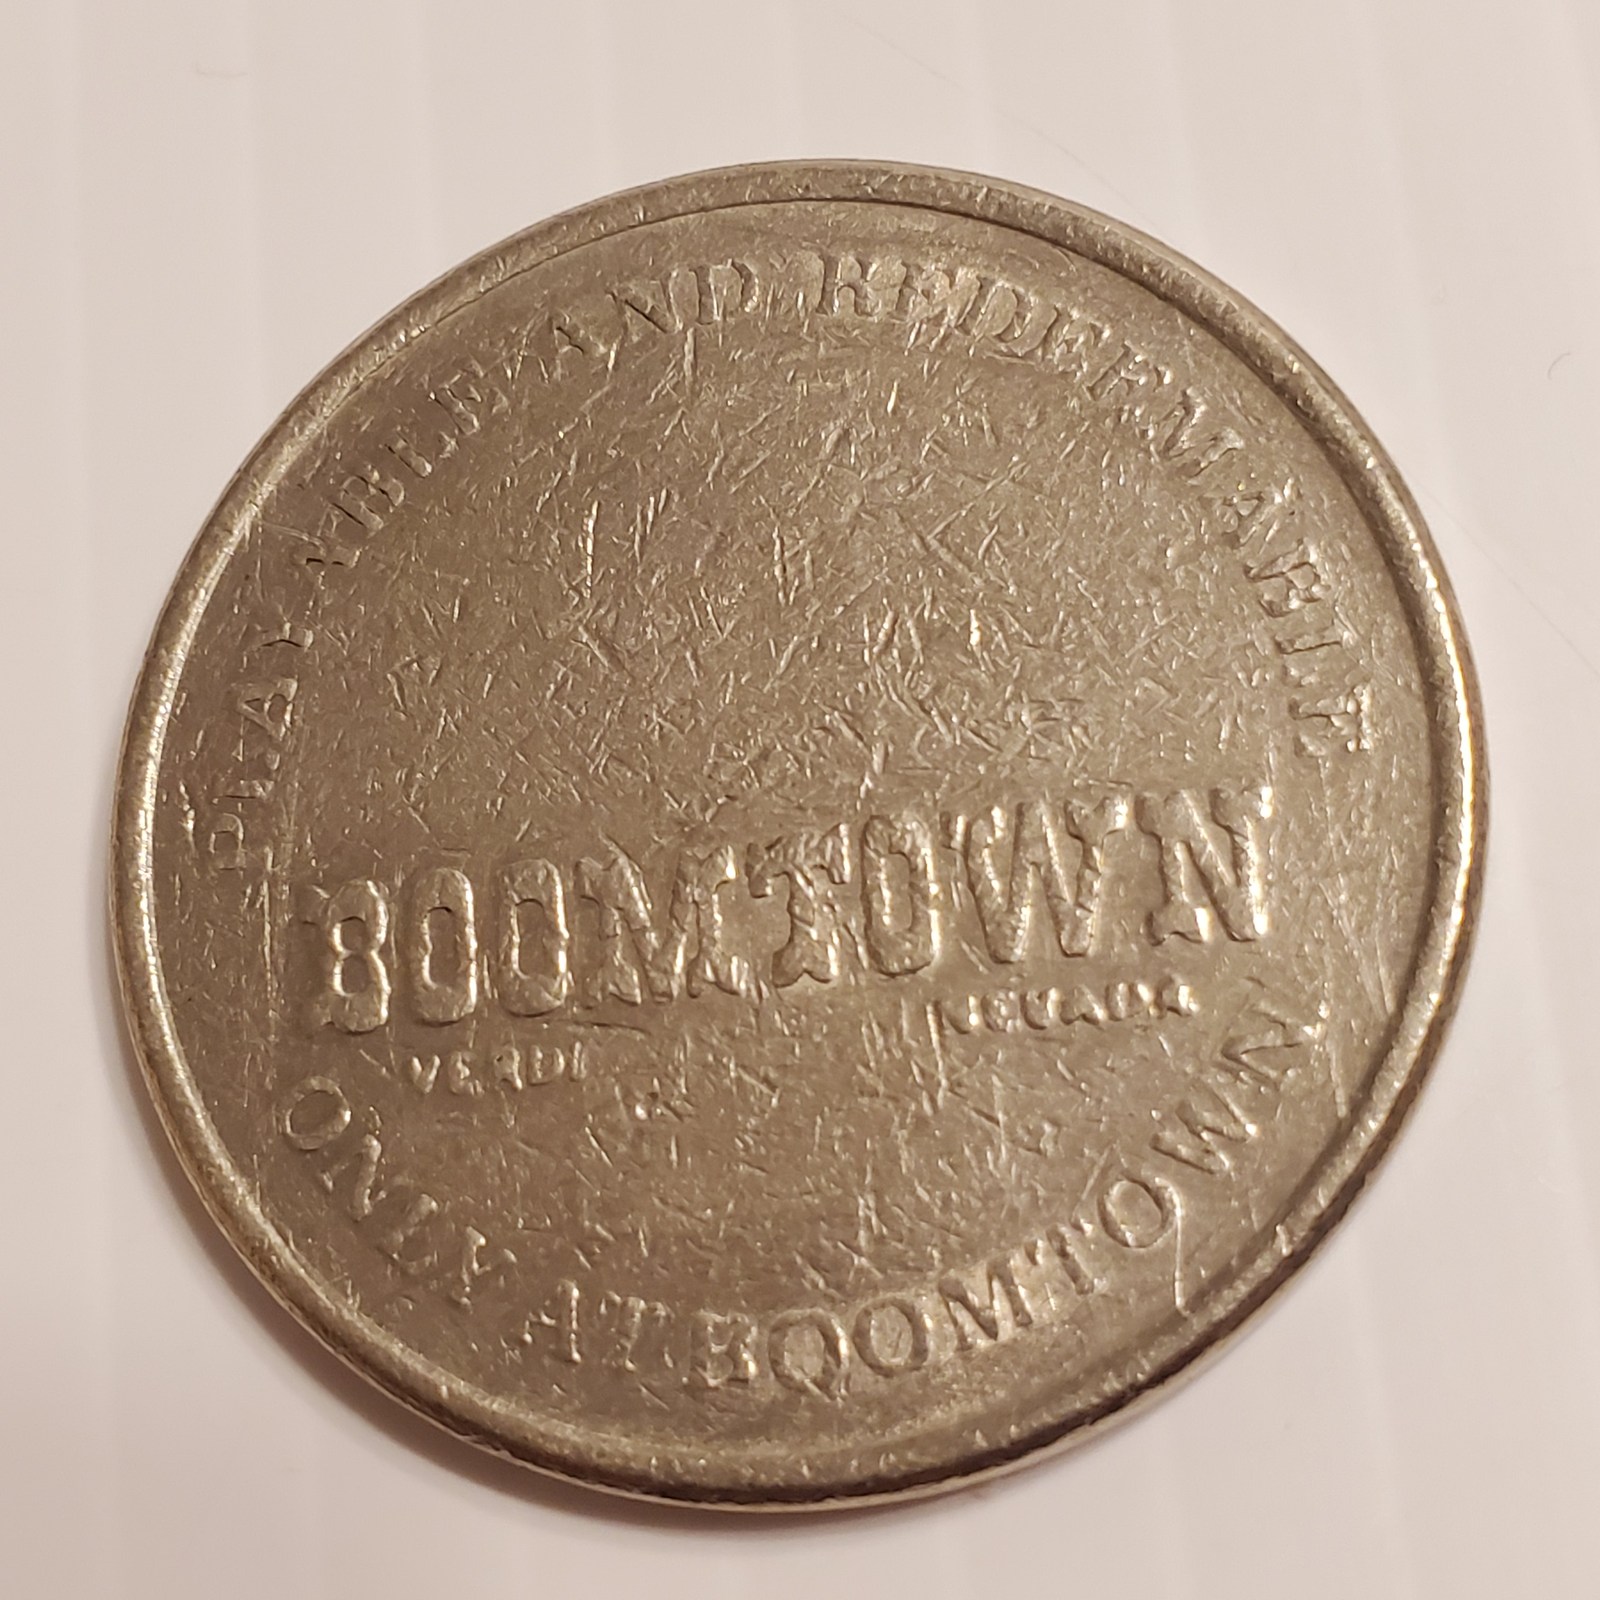 PLAYABLE AND REDEEMABLE
BOOMTOWN
VERDI NEVADA
ONLY AT BOOMTOWN